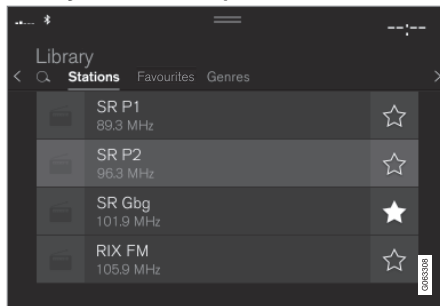 --:--
Library
Stations Favourites Genres
SR P1
89.3 MHz
SR P2
96.3 MHz
SR Gbg
101.9 MHz
RIX FM
105.9 MHz
G063308